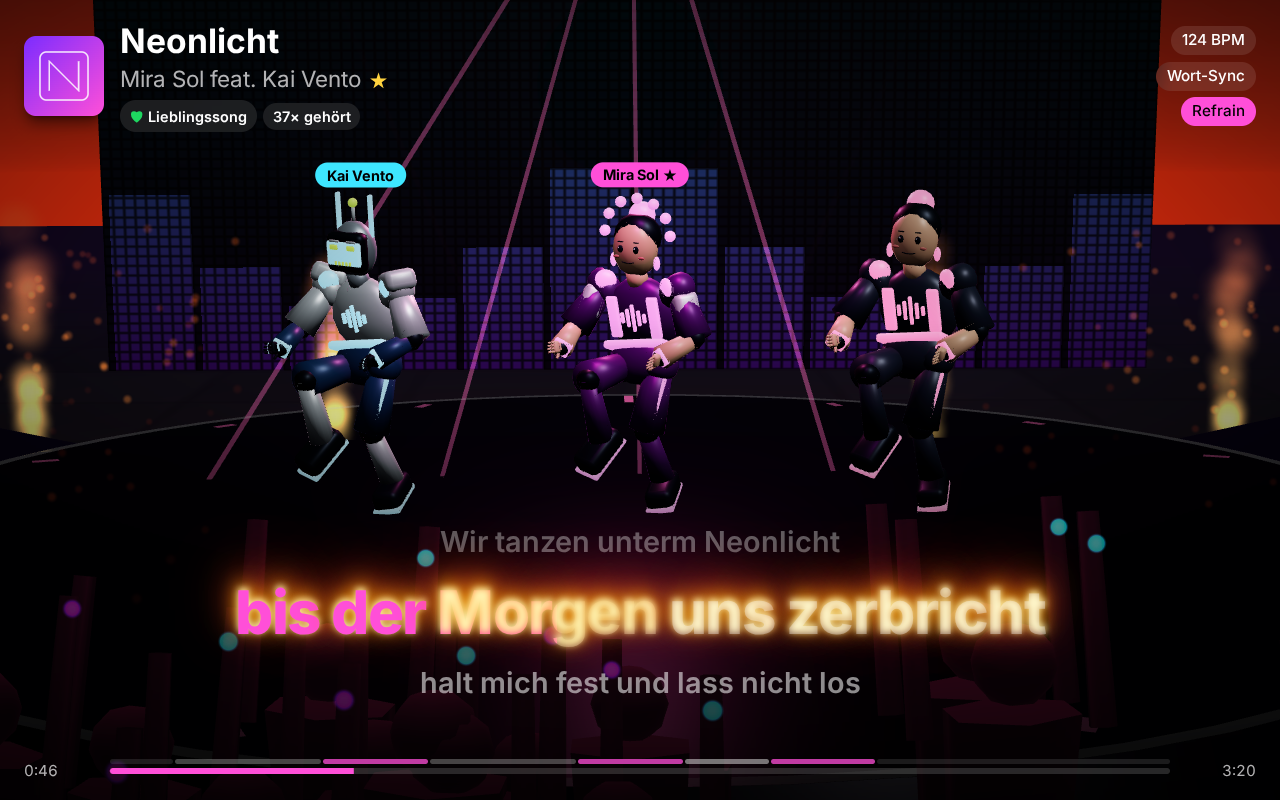 Neonlicht
Mira Sol feat. Kai Vento ★
Lieblingssong
37× gehört
124 BPM
Wort-Sync
Refrain
N
Kai Vento
Mira Sol ★
Wir tanzen unterm Neonlicht
bis der Morgen uns zerbricht
halt mich fest und lass nicht los
0:46
3:20